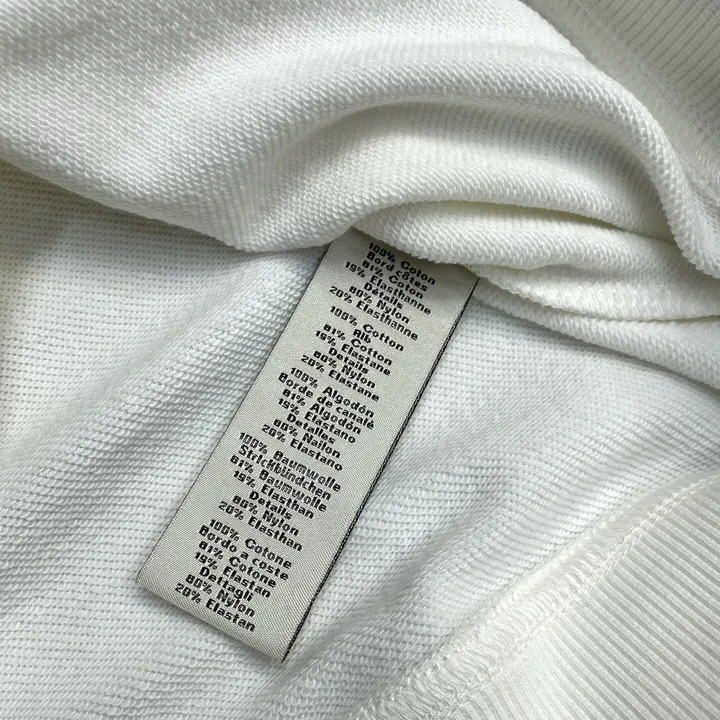 100% Coton
Bord côtes
81% Coton
19% Elasthanne
Détails
80% Nylon
20% Elasthanne
100% Cotton
Rib
81% Cotton
19% Elastane
Details
80% Nylon
20% Elastane
100% Algodón
Borde de canalé
81% Algodón
19% Elastano
Detalles
80% Nailon
20% Elastano
100% Baumwolle
Strickbündchen
81% Baumwolle
19% Elasthan
Details
80% Nylon
20% Elasthan
100% Cotone
Bordo a coste
81% Cotone
19% Elastan
Dettagli
80% Nylon
20% Elastan